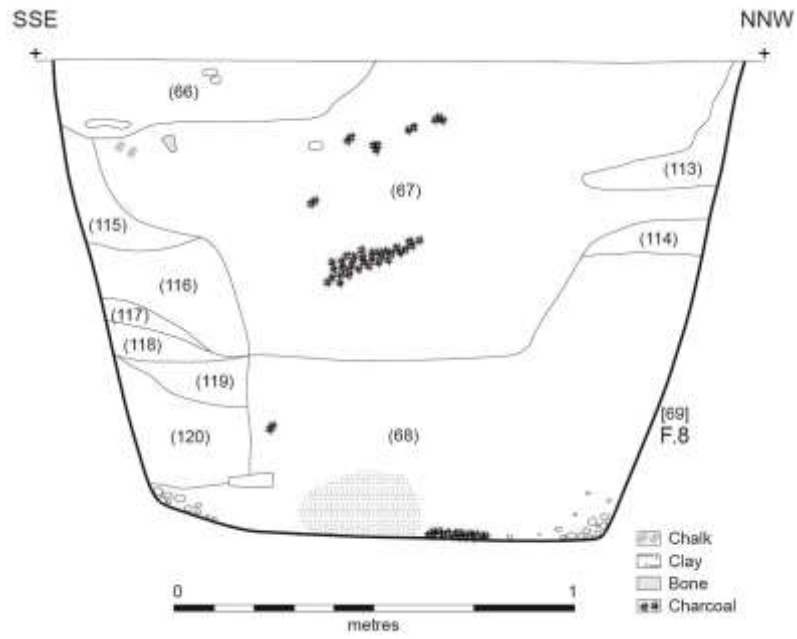 SSE NNW
+ +
(66)
(113)
(67)
(115)
(114)
(116)
(117)
(118)
(119)
[69]
F.8
(120)
(68)
Chalk
Clay
Bone
Charcoal
0 1
metres